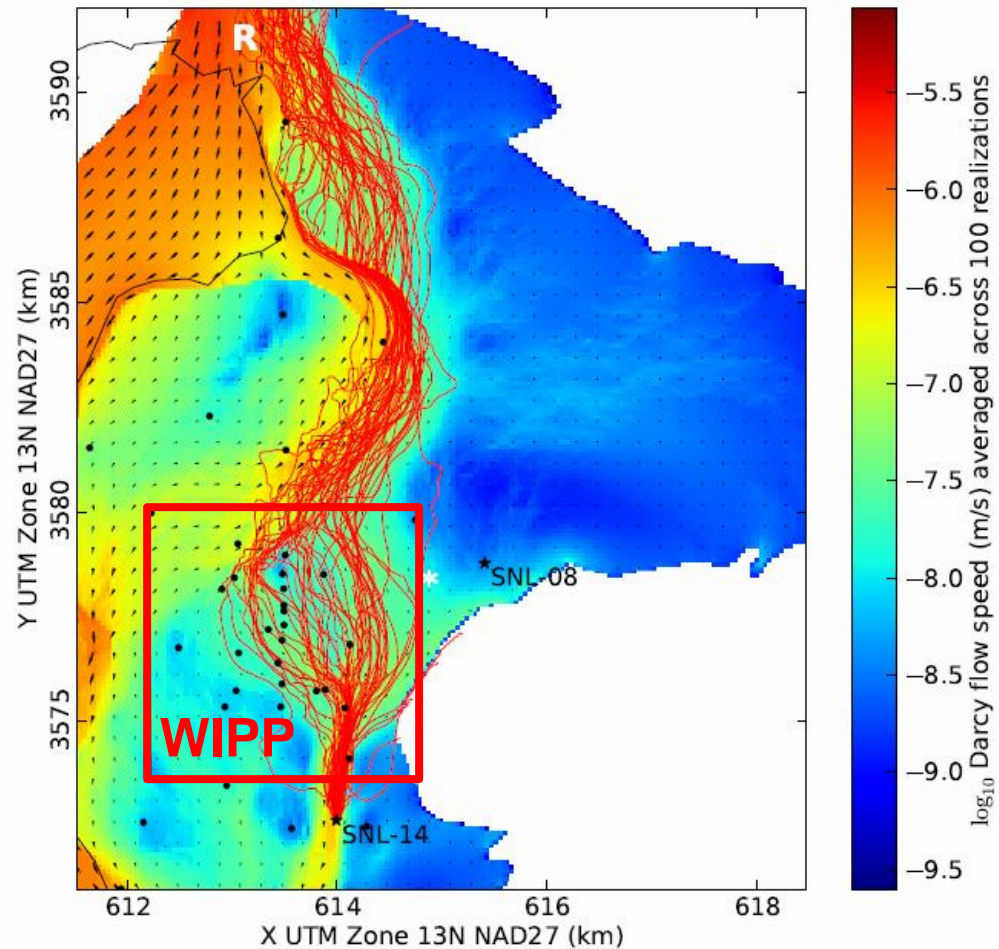 R
3590
3585
3580
3575
Y UTM Zone 13N NAD27 (km)
*
SNL-08
WIPP
SNL-14
612
614
616
618
X UTM Zone 13N NAD27 (km)
−5.5
−6.0
−6.5
−7.0
−7.5
−8.0
−8.5
−9.0
−9.5
log10 Darcy flow speed (m/s) averaged across 100 realizations